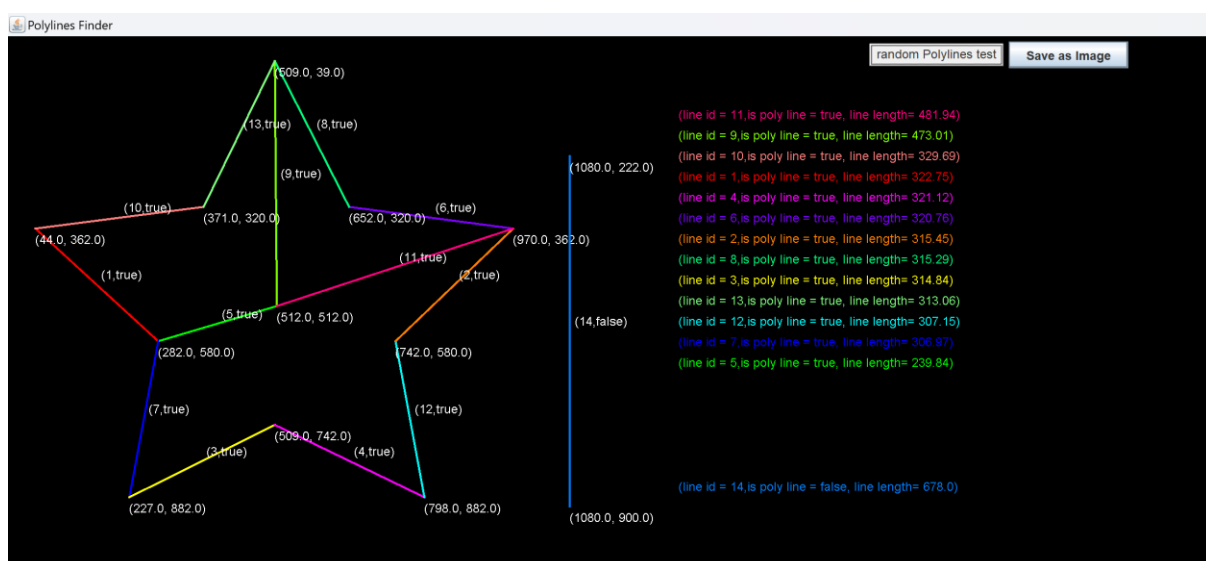 Polylines Finder
random Polylines test
Save as Image
(509.0, 39.0)
(13,true)
(8,true)
(9,true)
(10,true)
(371.0, 320.0)
(652.0, 320.0)
(6,true)
(44.0, 362.0)
(970.0, 362.0)
(11,true)
(1,true)
(2,true)
(5,true)
(512.0, 512.0)
(282.0, 580.0)
(742.0, 580.0)
(7,true)
(12,true)
(509.0, 742.0)
(3,true)
(4,true)
(227.0, 882.0)
(798.0, 882.0)
(1080.0, 222.0)
(14,false)
(1080.0, 900.0)
(line id = 11,is poly line = true, line length= 481.94)
(line id = 9,is poly line = true, line length= 473.01)
(line id = 10,is poly line = true, line length= 329.69)
(line id = 1,is poly line = true, line length= 322.75)
(line id = 4,is poly line = true, line length= 321.12)
(line id = 6,is poly line = true, line length= 320.76)
(line id = 2,is poly line = true, line length= 315.45)
(line id = 8,is poly line = true, line length= 315.29)
(line id = 3,is poly line = true, line length= 314.84)
(line id = 13,is poly line = true, line length= 313.06)
(line id = 12,is poly line = true, line length= 307.15)
(line id = 7,is poly line = true, line length= 306.97)
(line id = 5,is poly line = true, line length= 239.84)
(line id = 14,is poly line = false, line length= 678.0)